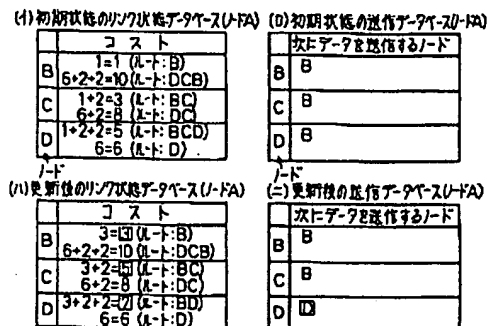 (イ)初期状態のリンク状態データベース(ノードA)
コスト
B
1=1 (ルート:B)
6+2+2=10(ルート:DCB)
C
1+2=3 (ルート:BC)
6+2=8 (ルート:DC)
D
1+2+2=5 (ルート:BCD)
6=6 (ルート:D)
ノード
(ロ)初期状態の送信データベース(ノードA)
次にデータを送信するノード
B
B
C
B
D
B
(ハ)更新後のリンク状態データベース(ノードA)
コスト
B
3=3 (ルート:B)
6+2+2=10(ルート:DCB)
C
3+2=5 (ルート:BC)
6+2=8 (ルート:DC)
D
3+2+2=7 (ルート:BD)
6=6 (ルート:D)
ノード
(ニ)更新後の送信データベース(ノードA)
次にデータを送信するノード
B
B
C
B
D
D